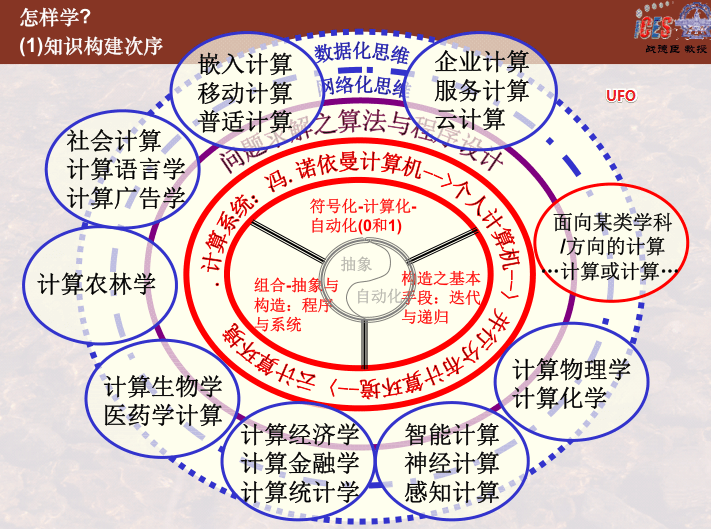 怎样学?
(1)知识构建次序
ICES
战德臣 教授
UFO
数据化思维
网络化思维
问题求解之算法与程序设计
. 计算系统: 冯.诺依曼计算机—>个人计算机—>并行分布计算环境—>云计算环境
嵌入计算
移动计算
普适计算
企业计算
服务计算
云计算
社会计算
计算语言学
计算广告学
面向某类学科
/方向的计算
…计算或计算…
计算农林学
符号化-计算化-
自动化(0和1)
抽象
自动化
组合-抽象与
构造：程序
与系统
构造之基本
手段：迭代
与递归
计算生物学
医药学计算
计算物理学
计算化学
计算经济学
计算金融学
计算统计学
智能计算
神经计算
感知计算